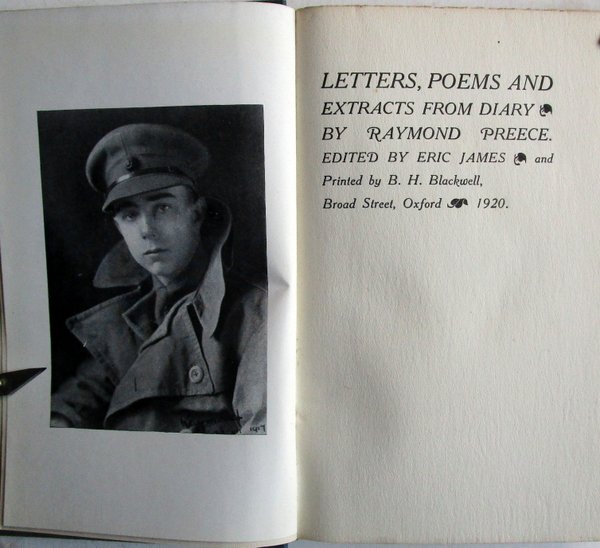 1917
LETTERS, POEMS AND
EXTRACTS FROM DIARY
BY RAYMOND PREECE.
EDITED BY ERIC JAMES and
Printed by B. H. Blackwell,
Broad Street, Oxford 1920.